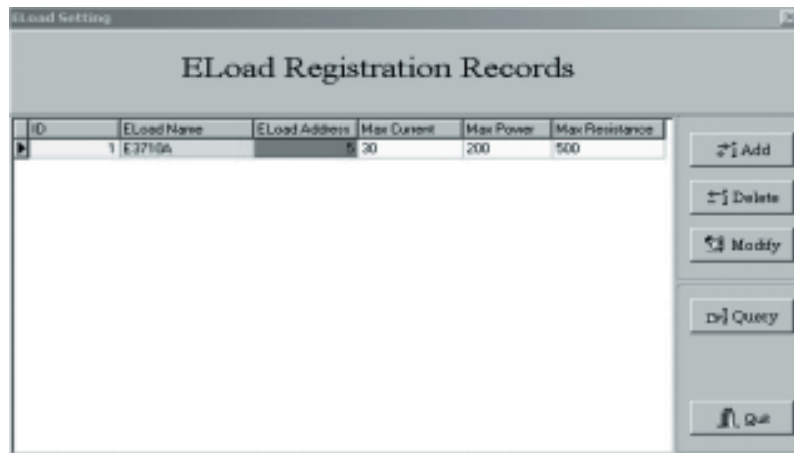 ELoad Setting
ELoad Registration Records
ID ELoad Name ELoad Address Max Current Max Power Max Resistance
1 E3710A 5 30 200 500
Add
Delete
Modify
Query
Quit